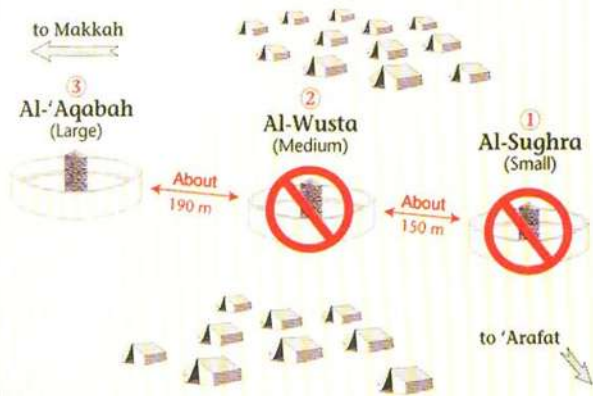 to Makkah
③
Al-‘Aqabah
(Large)
②
Al-Wusta
(Medium)
①
Al-Sughra
(Small)
About
190 m
About
150 m
to ‘Arafat